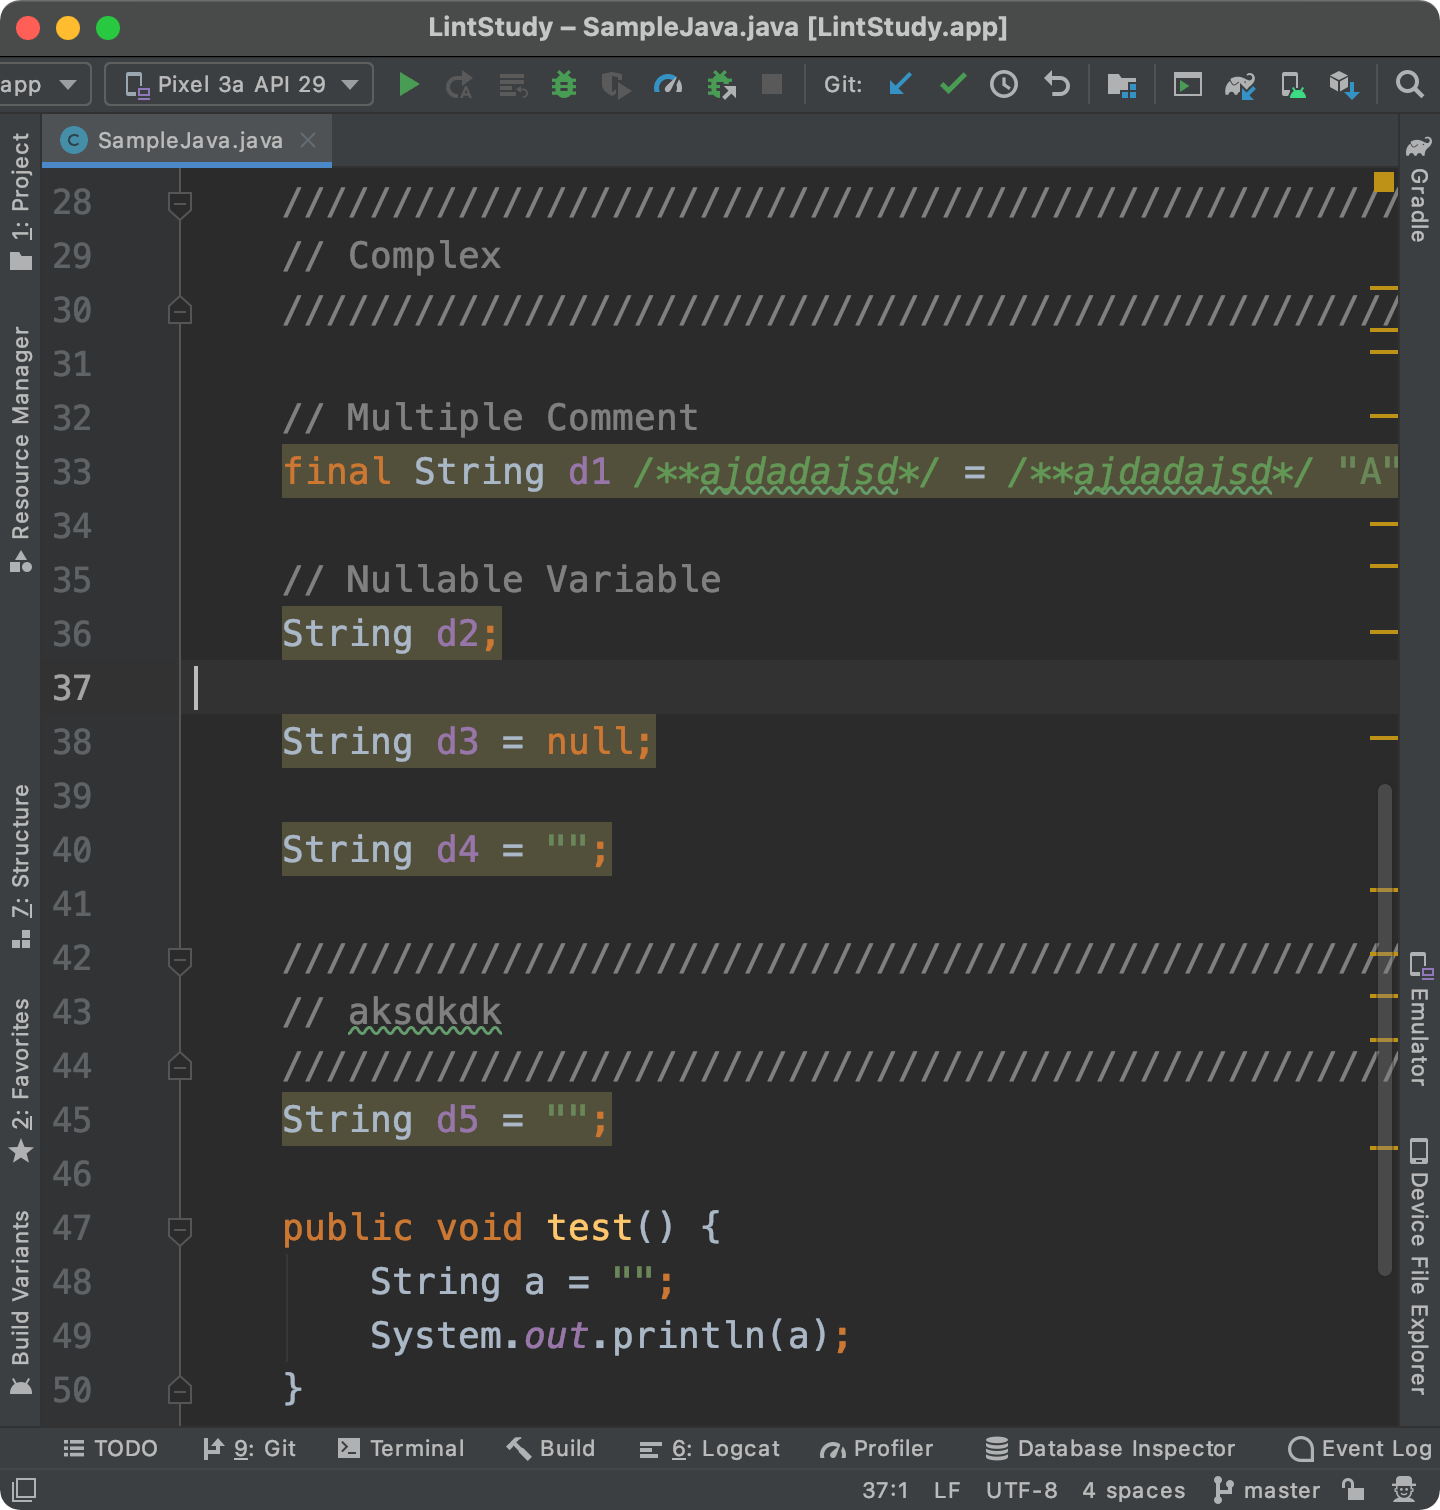 LintStudy – SampleJava.java [LintStudy.app]
app
Pixel 3a API 29
Git:
SampleJava.java
1: Project
Resource Manager
7: Structure
2: Favorites
Build Variants
28 ///////////////////////////////////////////////////
29 // Complex
30 ///////////////////////////////////////////////////
31
32 // Multiple Comment
33 final String d1 /**ajdadajsd*/ = /**ajdadajsd*/ "A"
34
35 // Nullable Variable
36 String d2;
37
38 String d3 = null;
39
40 String d4 = "";
41
42 ///////////////////////////////////////////////////
43 // aksdkdk
44 ///////////////////////////////////////////////////
45 String d5 = "";
46
47 public void test() {
48 String a = "";
49 System.out.println(a);
50 }
Gradle
Emulator
Device File Explorer
TODO 9: Git Terminal Build 6: Logcat Profiler Database Inspector Event Log
37:1 LF UTF-8 4 spaces master